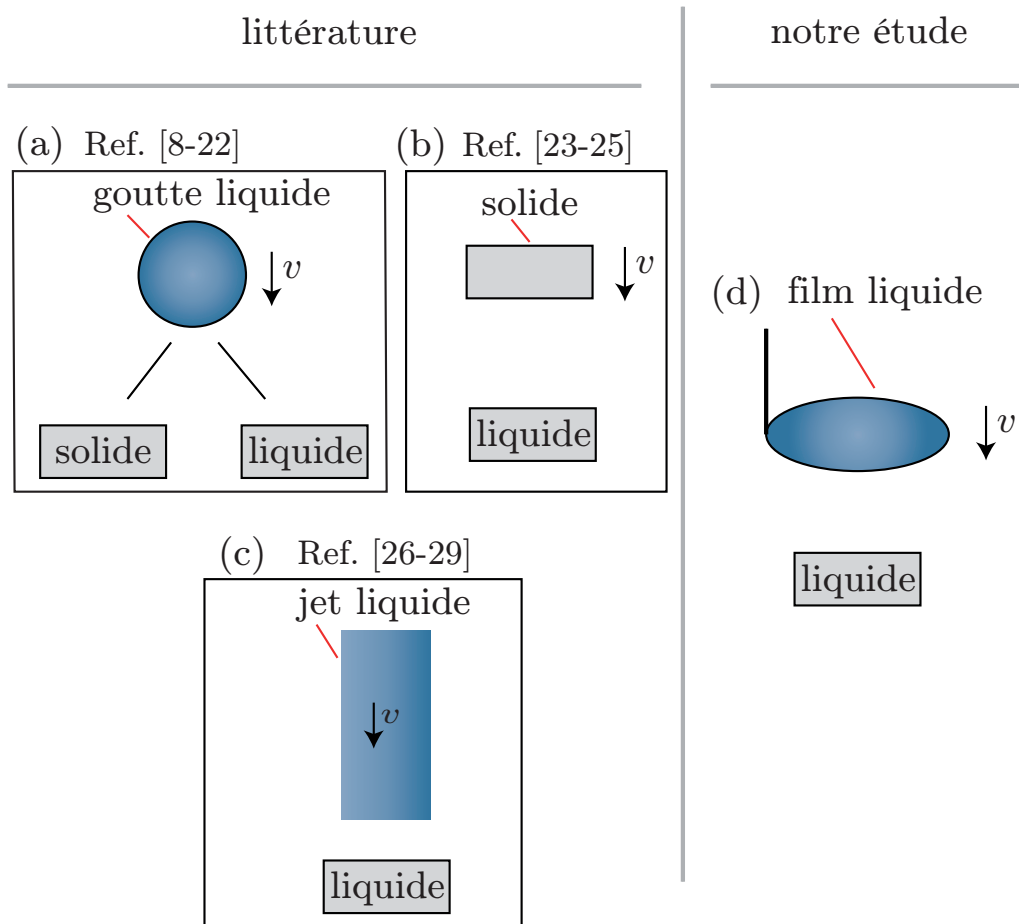 littérature
notre étude
(a) Ref. [8-22]
goutte liquide
v
solide
liquide
(b) Ref. [23-25]
solide
v
liquide
(c) Ref. [26-29]
jet liquide
v
liquide
(d) film liquide
v
liquide